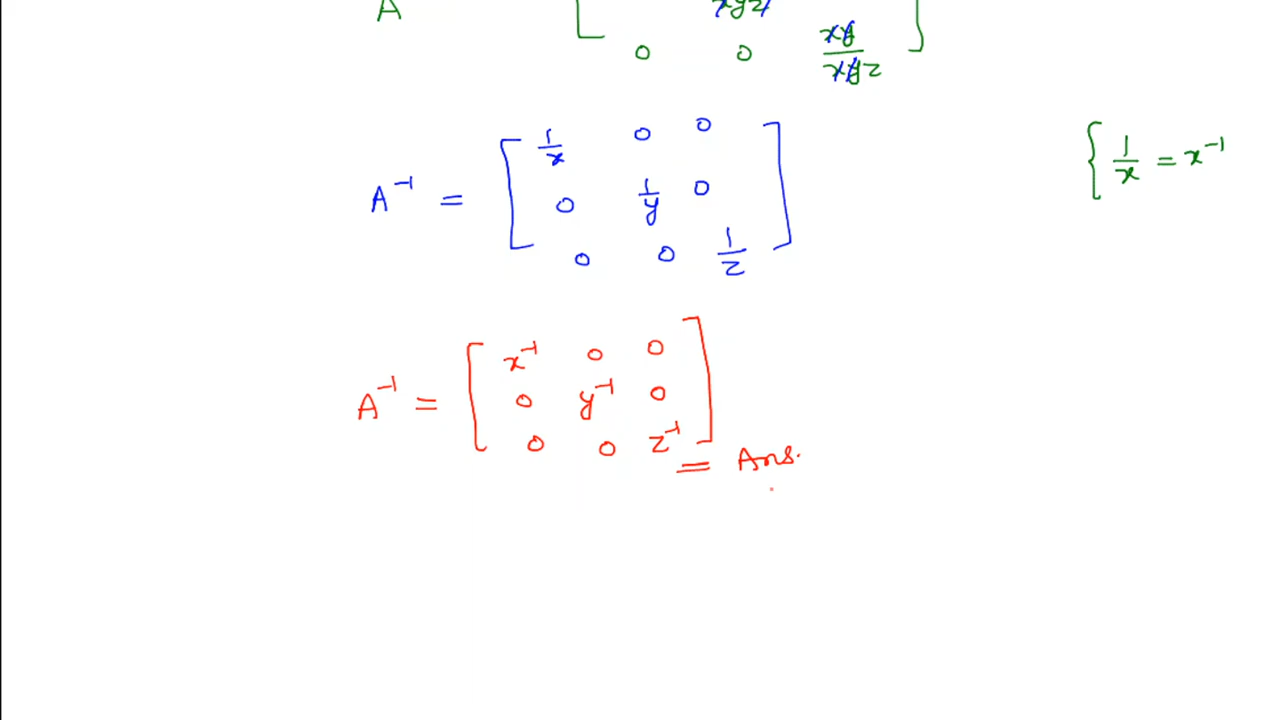 A xyz
0 0 xy/xyz
A⁻¹ = [ 1/x 0 0
0 1/y 0
0 0 1/z ]
{ 1/x = x⁻¹
A⁻¹ = [ x⁻¹ 0 0
0 y⁻¹ 0
0 0 z⁻¹ ]
= Ans.